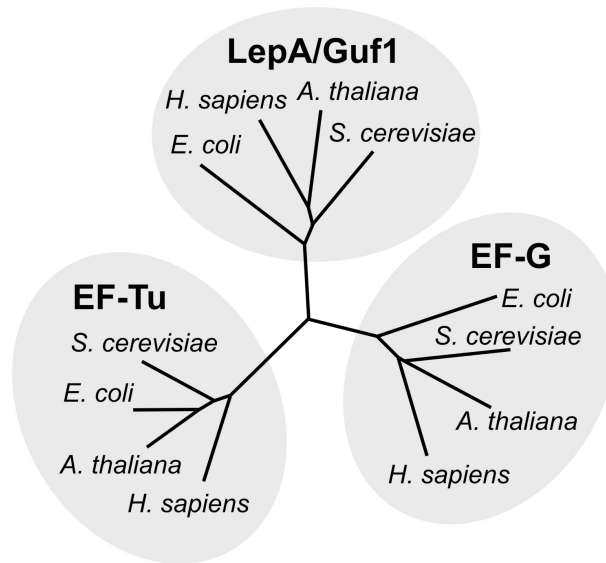 LepA/Guf1
H. sapiens
A. thaliana
E. coli
S. cerevisiae
EF-Tu
S. cerevisiae
E. coli
A. thaliana
H. sapiens
EF-G
E. coli
S. cerevisiae
A. thaliana
H. sapiens